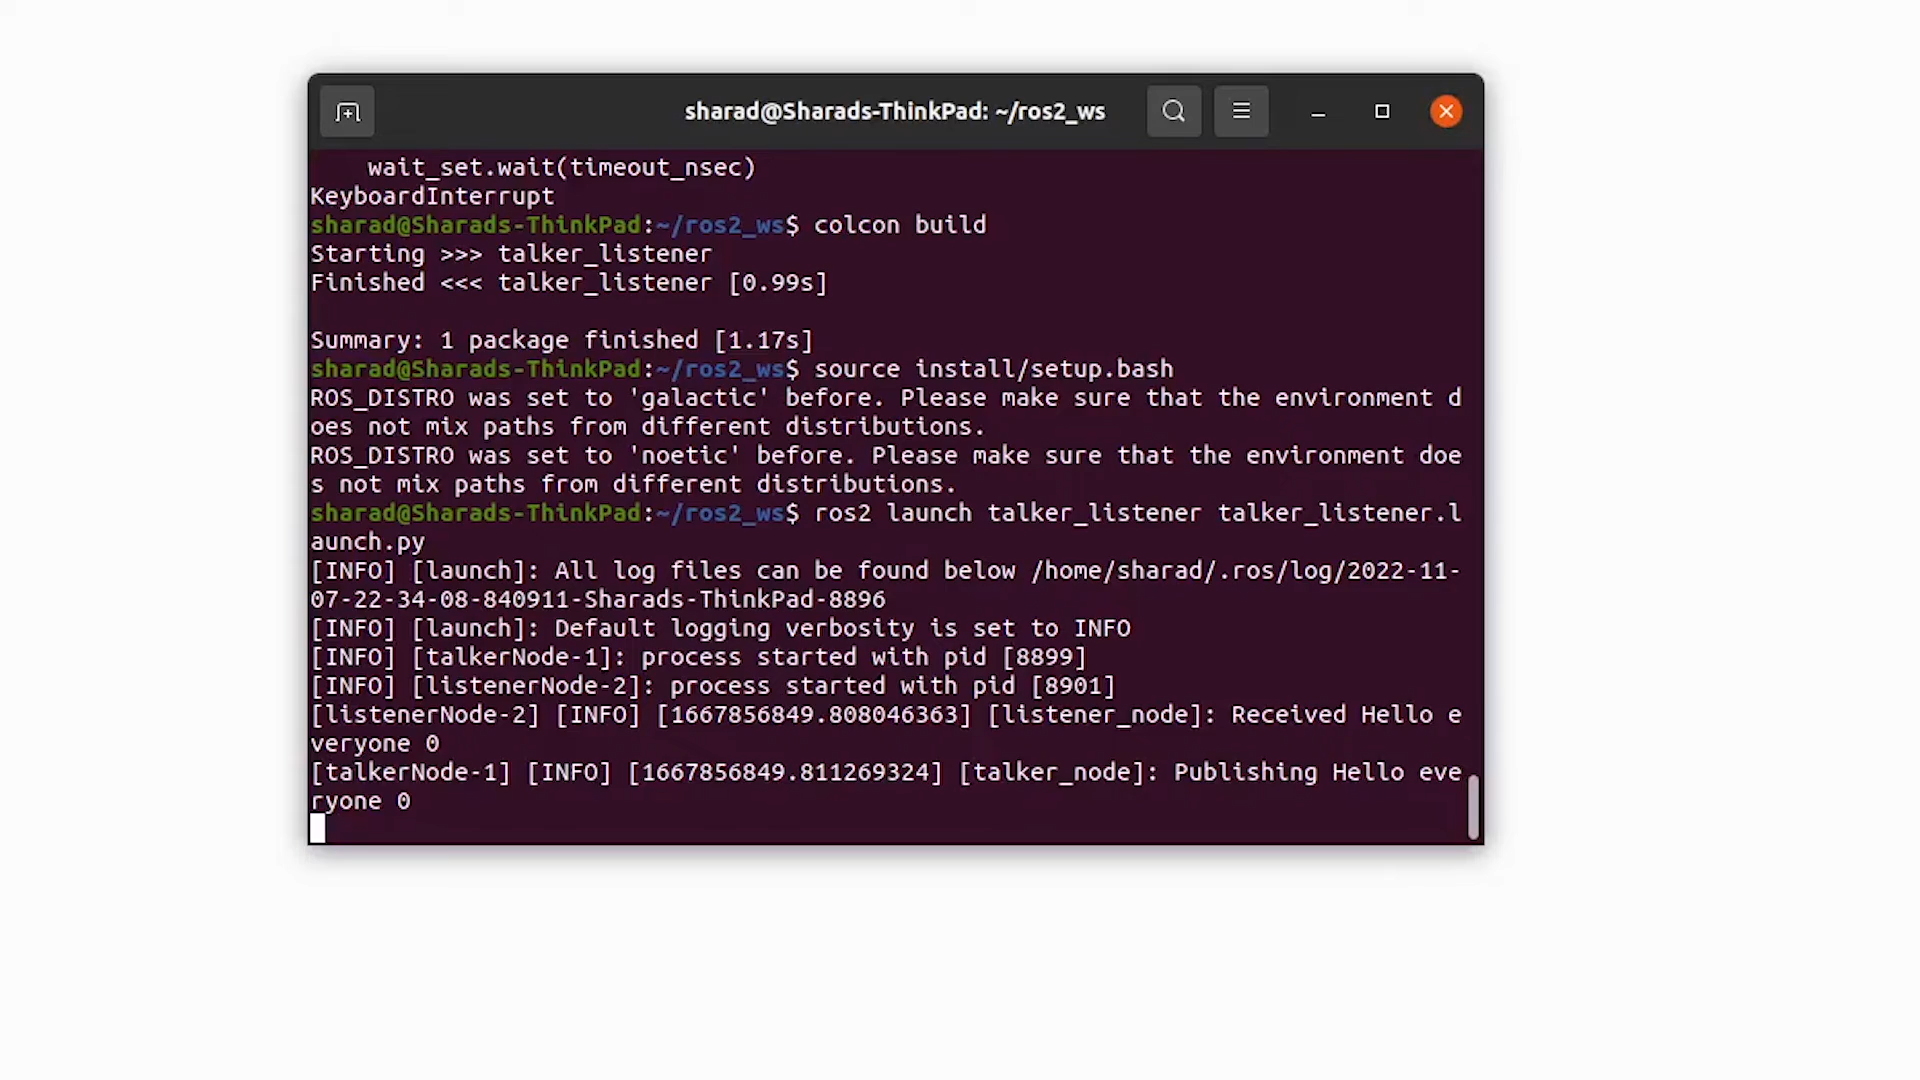 sharad@Sharads-ThinkPad: ~/ros2_ws
    wait_set.wait(timeout_nsec)
KeyboardInterrupt
sharad@Sharads-ThinkPad:~/ros2_ws$ colcon build
Starting >>> talker_listener
Finished <<< talker_listener [0.99s]

Summary: 1 package finished [1.17s]
sharad@Sharads-ThinkPad:~/ros2_ws$ source install/setup.bash
ROS_DISTRO was set to 'galactic' before. Please make sure that the environment d
oes not mix paths from different distributions.
ROS_DISTRO was set to 'noetic' before. Please make sure that the environment doe
s not mix paths from different distributions.
sharad@Sharads-ThinkPad:~/ros2_ws$ ros2 launch talker_listener talker_listener.l
aunch.py
[INFO] [launch]: All log files can be found below /home/sharad/.ros/log/2022-11-
07-22-34-08-840911-Sharads-ThinkPad-8896
[INFO] [launch]: Default logging verbosity is set to INFO
[INFO] [talkerNode-1]: process started with pid [8899]
[INFO] [listenerNode-2]: process started with pid [8901]
[listenerNode-2] [INFO] [1667856849.808046363] [listener_node]: Received Hello e
veryone 0
[talkerNode-1] [INFO] [1667856849.811269324] [talker_node]: Publishing Hello eve
ryone 0